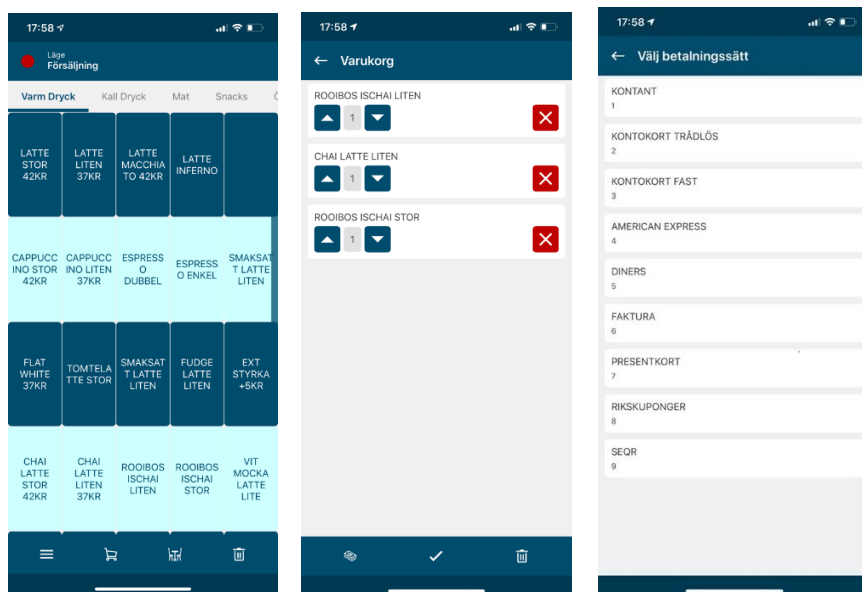 17:58
Läge
Försäljning
Varm Dryck Kall Dryck Mat Snacks
LATTE
STOR
42KR
LATTE
LITEN
37KR
LATTE
MACCHIA
TO 42KR
LATTE
INFERNO
CAPPUCC
INO STOR
42KR
CAPPUCC
INO LITEN
37KR
ESPRESS
O
DUBBEL
ESPRESS
O ENKEL
SMAKSAT
T LATTE
LITEN
FLAT
WHITE
37KR
TOMTELA
TTE STOR
SMAKSAT
T LATTE
LITEN
FUDGE
LATTE
LITEN
EXT
STYRKA
+5KR
CHAI
LATTE
STOR
42KR
CHAI
LATTE
LITEN
37KR
ROOIBOS
ISCHAI
LITEN
ROOIBOS
ISCHAI
STOR
VIT
MOCKA
LATTE
LITE
17:58
Varukorg
ROOIBOS ISCHAI LITEN
1
CHAI LATTE LITEN
1
ROOIBOS ISCHAI STOR
1
17:58
Välj betalningssätt
KONTANT
1
KONTOKORT TRÅDLÖS
2
KONTOKORT FAST
3
AMERICAN EXPRESS
4
DINERS
5
FAKTURA
6
PRESENTKORT
7
RIKSKUPONGER
8
SEQR
9